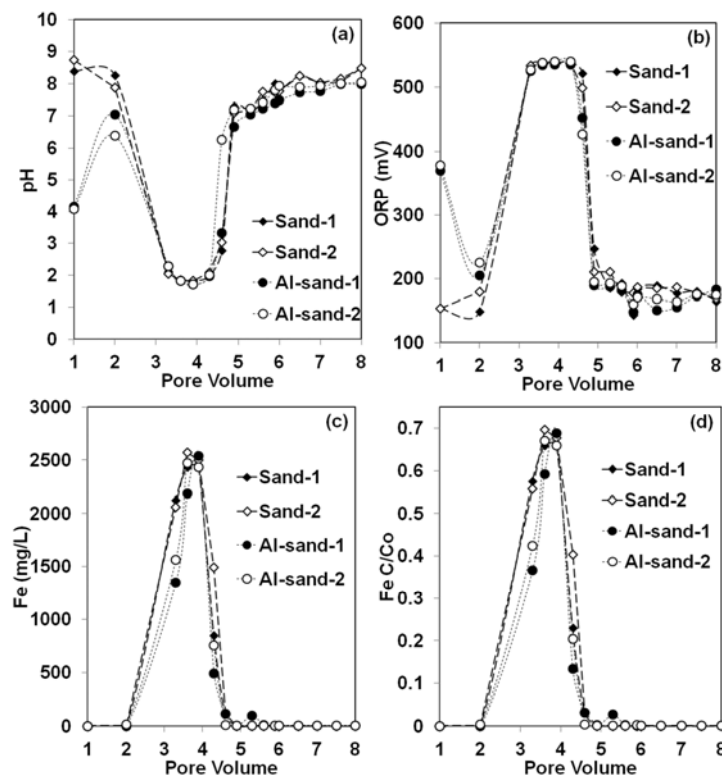 (a)
10
9
8
7
6
5
4
3
2
1
0
pH
Sand-1
Sand-2
Al-sand-1
Al-sand-2
1 2 3 4 5 6 7 8
Pore Volume
(b)
600
500
400
300
200
100
ORP (mV)
Sand-1
Sand-2
Al-sand-1
Al-sand-2
1 2 3 4 5 6 7 8
Pore Volume
(c)
3000
2500
2000
1500
1000
500
0
Fe (mg/L)
Sand-1
Sand-2
Al-sand-1
Al-sand-2
1 2 3 4 5 6 7 8
Pore Volume
(d)
0.7
0.6
0.5
0.4
0.3
0.2
0.1
0
Fe C/Co
Sand-1
Sand-2
Al-sand-1
Al-sand-2
1 2 3 4 5 6 7 8
Pore Volume